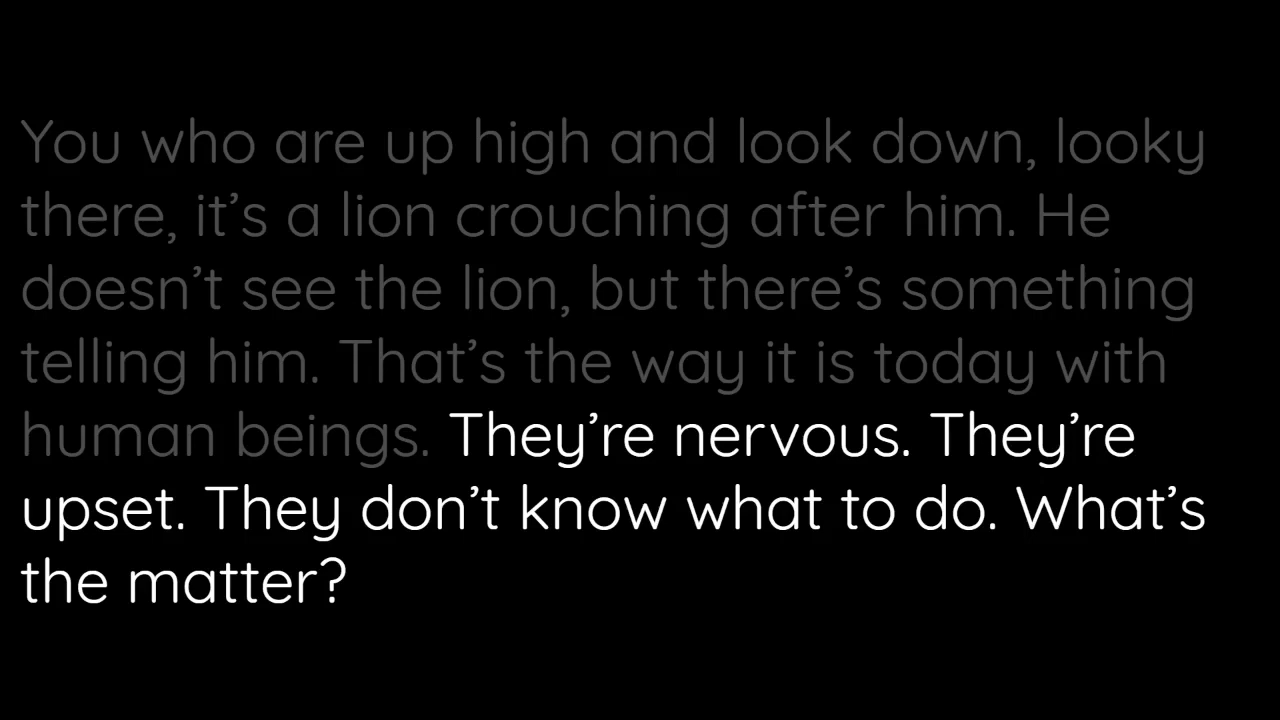 You who are up high and look down, looky
there, it’s a lion crouching after him. He
doesn’t see the lion, but there’s something
telling him. That’s the way it is today with
human beings. They’re nervous. They’re
upset. They don’t know what to do. What’s
the matter?